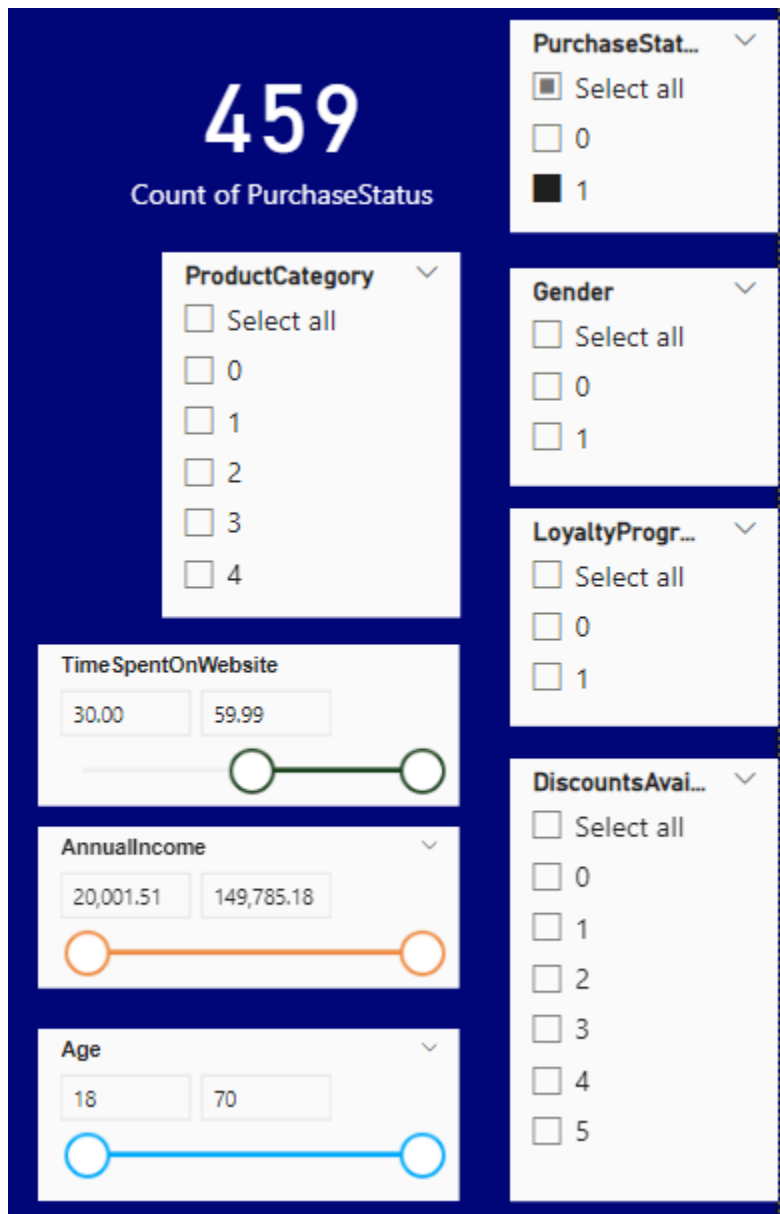 459
Count of PurchaseStatus
PurchaseStat...
Select all
0
1
ProductCategory
Select all
0
1
2
3
4
Gender
Select all
0
1
LoyaltyProgr...
Select all
0
1
TimeSpentOnWebsite
30.00 59.99
AnnualIncome
20,001.51 149,785.18
Age
18 70
DiscountsAvai...
Select all
0
1
2
3
4
5